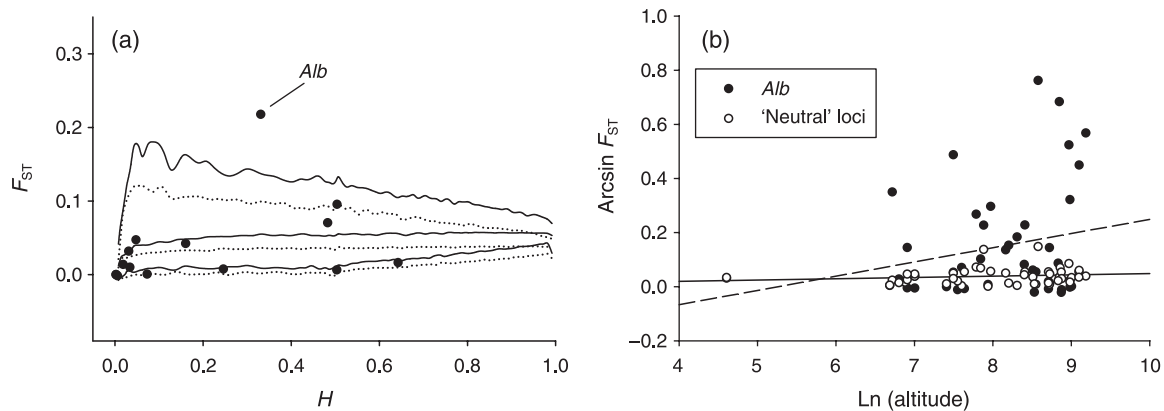 (a)
Alb
0.3
0.2
0.1
0.0
F_ST
0.0 0.2 0.4 0.6 0.8 1.0
H
(b)
Alb
'Neutral' loci
1.0
0.8
0.6
0.4
0.2
0.0
−0.2
Arcsin F_ST
4 5 6 7 8 9 10
Ln (altitude)